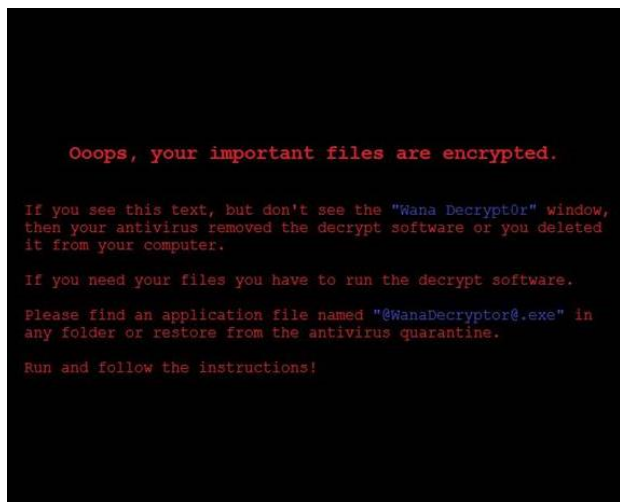 Ooops, your important files are encrypted.
If you see this text, but don't see the "Wana Decrypt0r" window,
then your antivirus removed the decrypt software or you deleted
it from your computer.
If you need your files you have to run the decrypt software.
Please find an application file named "@WanaDecryptor@.exe" in
any folder or restore from the antivirus quarantine.
Run and follow the instructions!